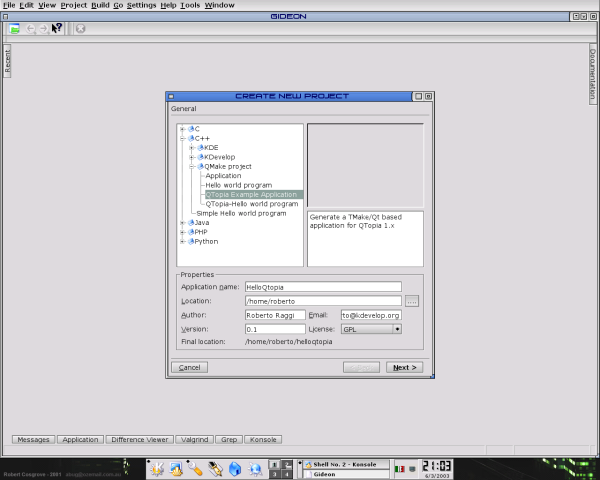 File Edit View Project Build Go Settings Help Tools Window
GIDEON
Recent
Documentation
CREATE NEW PROJECT
General
C
C++
KDE
KDevelop
QMake project
Application
Hello world program
QTopia Example Application
QTopia-Hello world program
Simple Hello world program
Java
PHP
Python
Generate a TMake/Qt based
application for QTopia 1.x
Properties
Application name: HelloQtopia
Location: /home/roberto ....
Author: Roberto Raggi Email: to@kdevelop.org
Version: 0.1 License: GPL
Final location: /home/roberto/helloqtopia
Cancel Next >
Messages Application Difference Viewer Valgrind Grep Konsole
Robert Cosgrove - 2001
1 2
3 4
Shell No. 2 - Konsole
Gideon
21:03
6/3/2003